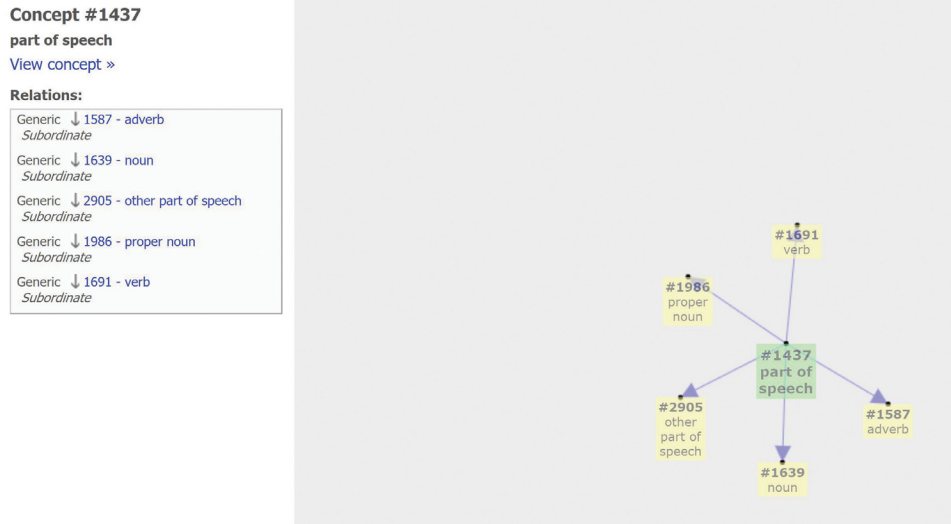 Concept #1437
part of speech
View concept »
Relations:
Generic ↓ 1587 - adverb
Subordinate
Generic ↓ 1639 - noun
Subordinate
Generic ↓ 2905 - other part of speech
Subordinate
Generic ↓ 1986 - proper noun
Subordinate
Generic ↓ 1691 - verb
Subordinate
#1691
verb
#1986
proper
noun
#1437
part of
speech
#2905
other
part of
speech
#1587
adverb
#1639
noun